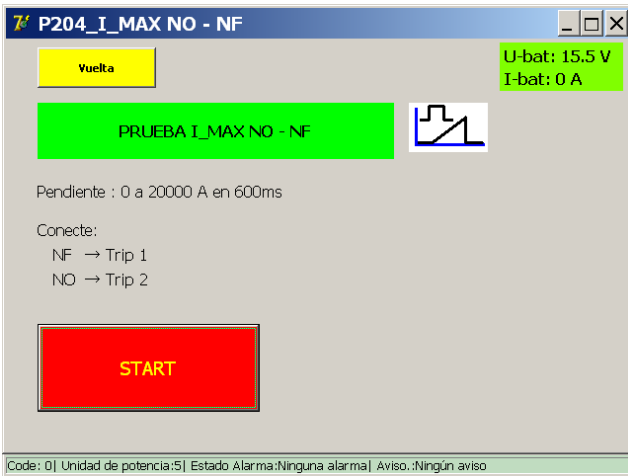 P204_I_MAX NO - NF
Vuelta
U-bat: 15.5 V
I-bat: 0 A
PRUEBA I_MAX NO - NF
Pendiente : 0 a 20000 A en 600ms
Conecte:
NF → Trip 1
NO → Trip 2
START
Code: 0| Unidad de potencia:5| Estado Alarma:Ninguna alarma| Aviso.:Ningún aviso